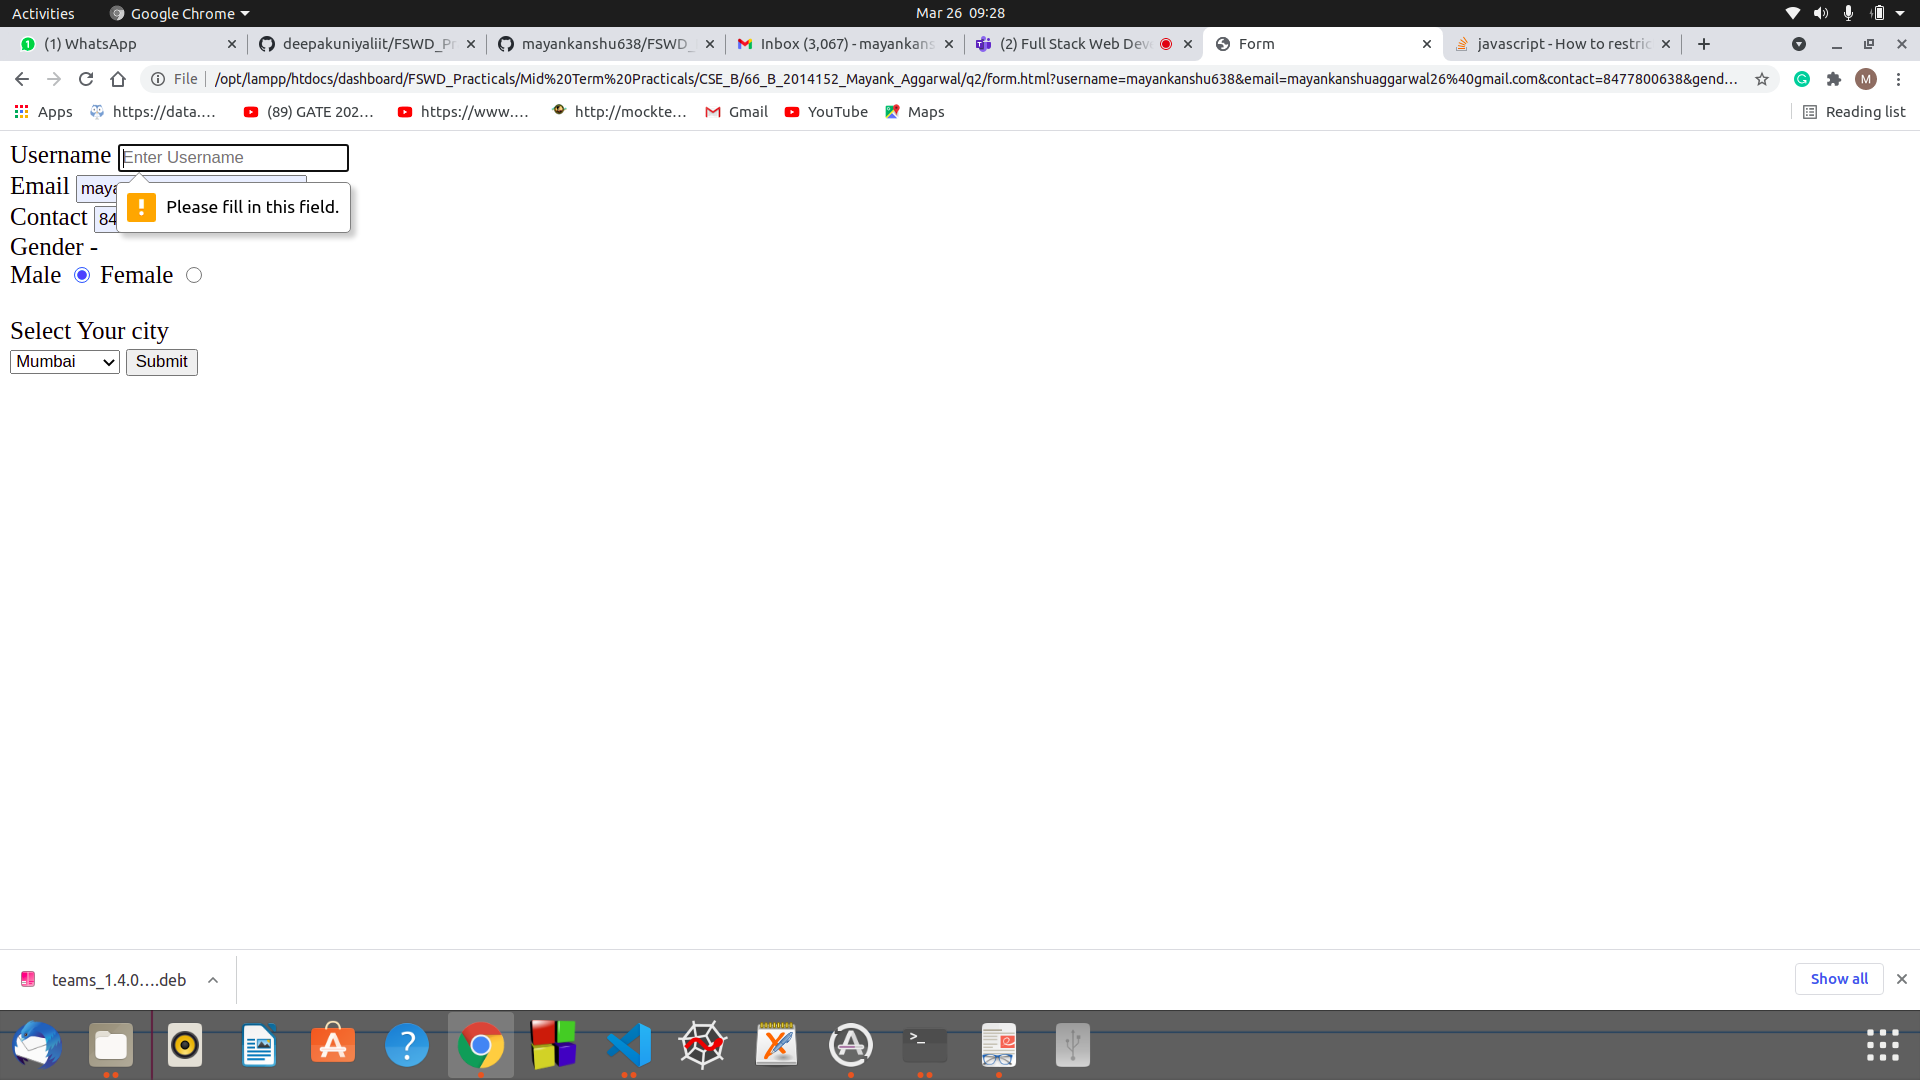 Activities Google Chrome Mar 26 09:28
(1) WhatsApp deepakuniyaliit/FSWD_Pr mayankanshu638/FSWD_ Inbox (3,067) - mayankans (2) Full Stack Web Deve Form javascript - How to restric
File /opt/lampp/htdocs/dashboard/FSWD_Practicals/Mid%20Term%20Practicals/CSE_B/66_B_2014152_Mayank_Aggarwal/q2/form.html?username=mayankanshu638&email=mayankanshuaggarwal26%40gmail.com&contact=8477800638&gend... M
Apps https://data.... (89) GATE 202... https://www.... http://mockte... Gmail YouTube Maps Reading list
Username Enter Username
Email maya
Please fill in this field.
Contact 84
Gender -
Male Female
Select Your city
Mumbai Submit
teams_1.4.0....deb Show all